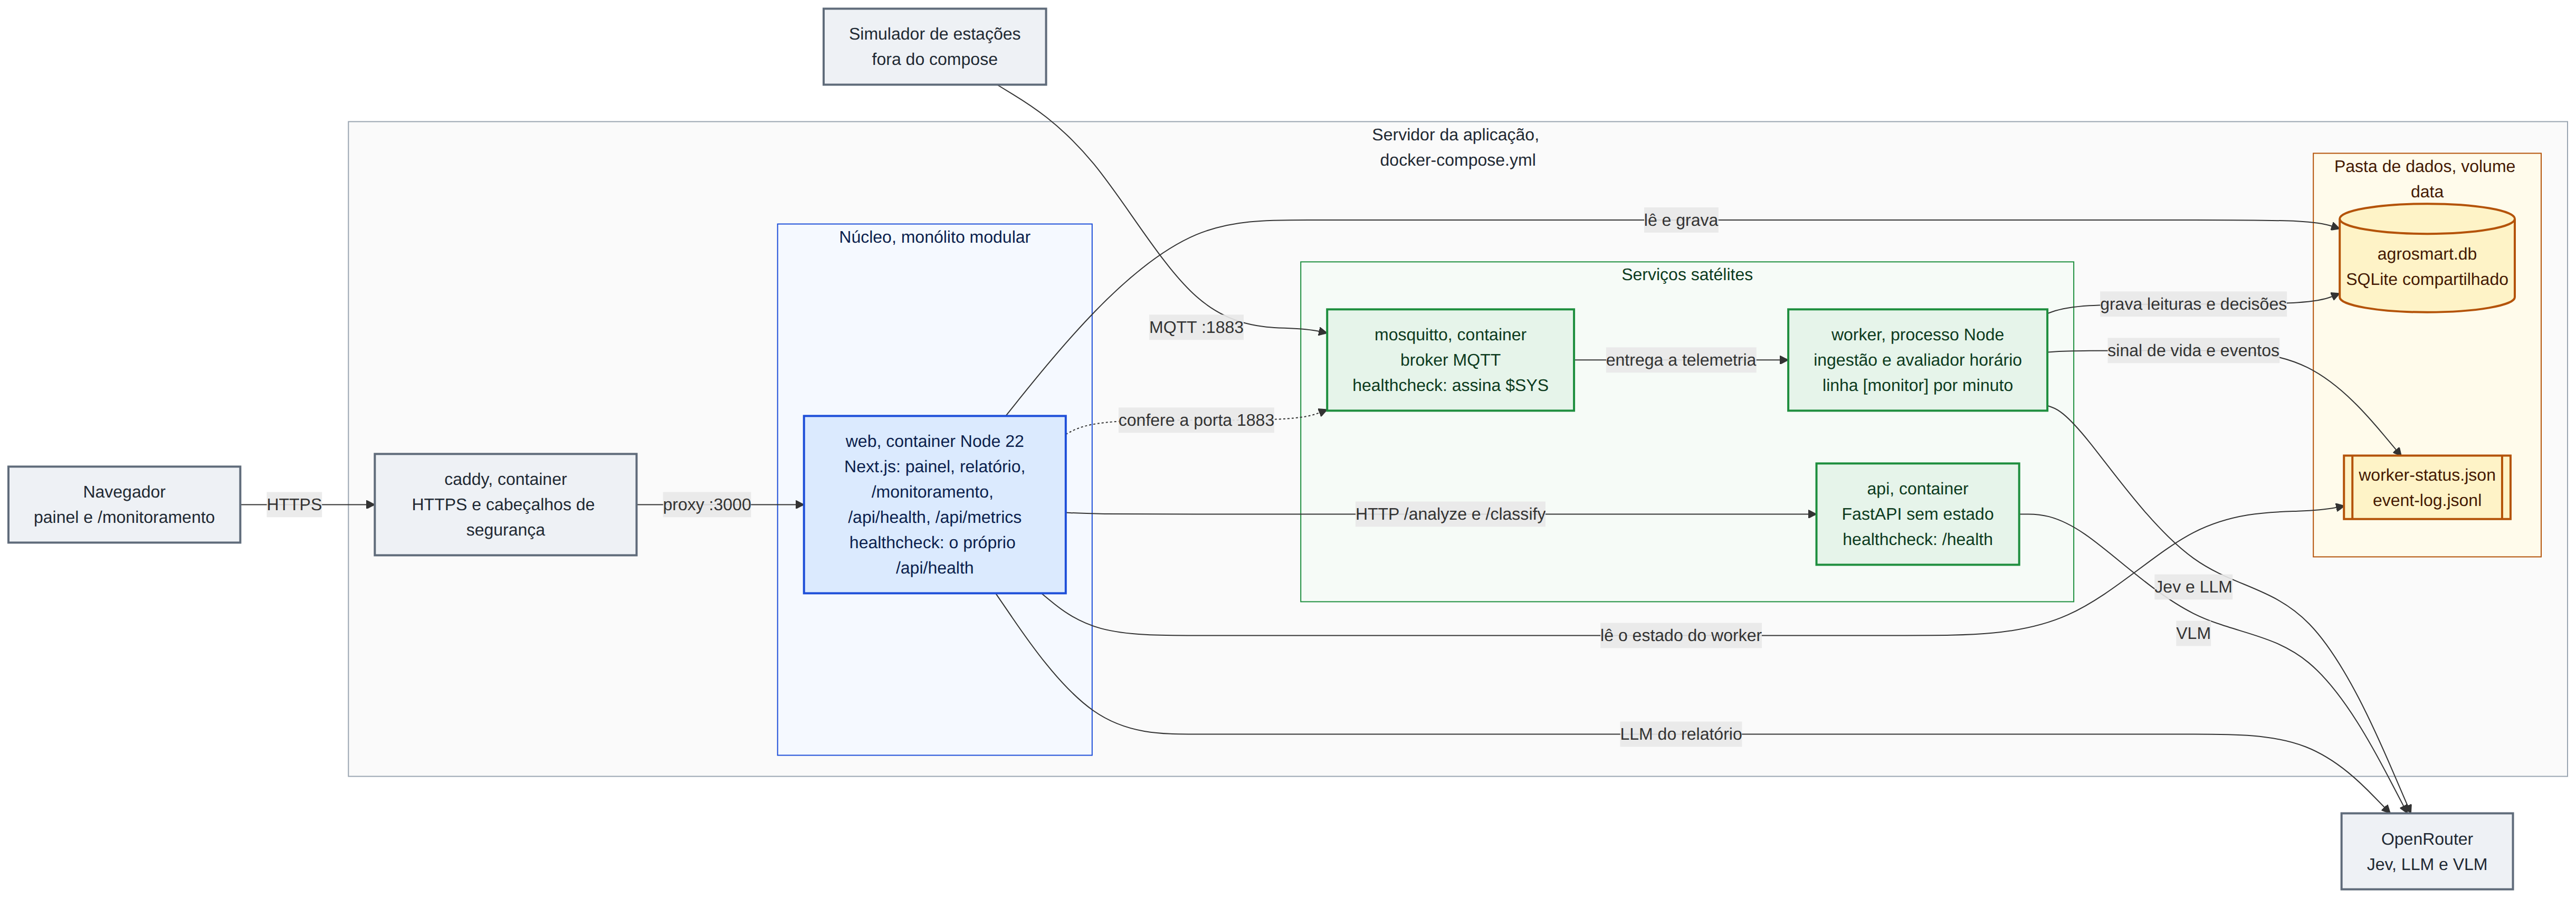 Simulador de estações
fora do compose
Servidor da aplicação,
docker-compose.yml
Pasta de dados, volume
data
Núcleo, monólito modular
lê e grava
agrosmart.db
SQLite compartilhado
Serviços satélites
MQTT :1883
mosquitto, container
broker MQTT
healthcheck: assina $SYS
entrega a telemetria
worker, processo Node
ingestão e avaliador horário
linha [monitor] por minuto
grava leituras e decisões
sinal de vida e eventos
confere a porta 1883
Navegador
painel e /monitoramento
HTTPS
caddy, container
HTTPS e cabeçalhos de
segurança
proxy :3000
web, container Node 22
Next.js: painel, relatório,
/monitoramento,
/api/health, /api/metrics
healthcheck: o próprio
/api/health
HTTP /analyze e /classify
api, container
FastAPI sem estado
healthcheck: /health
worker-status.json
event-log.jsonl
Jev e LLM
VLM
lê o estado do worker
LLM do relatório
OpenRouter
Jev, LLM e VLM